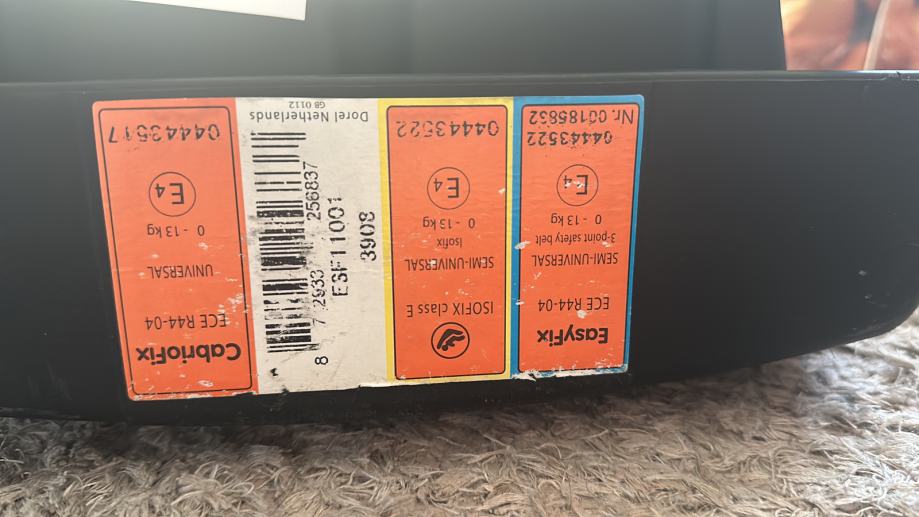 CabrioFix
ECE R44-04
UNIVERSAL
0 - 13 kg
E4
04443517
Dorel Netherlands
GB 0112
8 712933 256837
ESF11001
3908
ISOFIX class E
SEMI-UNIVERSAL
Isofix
0 - 13 kg
E4
04443522
EasyFix
ECE R44-04
SEMI-UNIVERSAL
3-point safety belt
0 - 13 kg
E4
04443522
Nr. 00185832